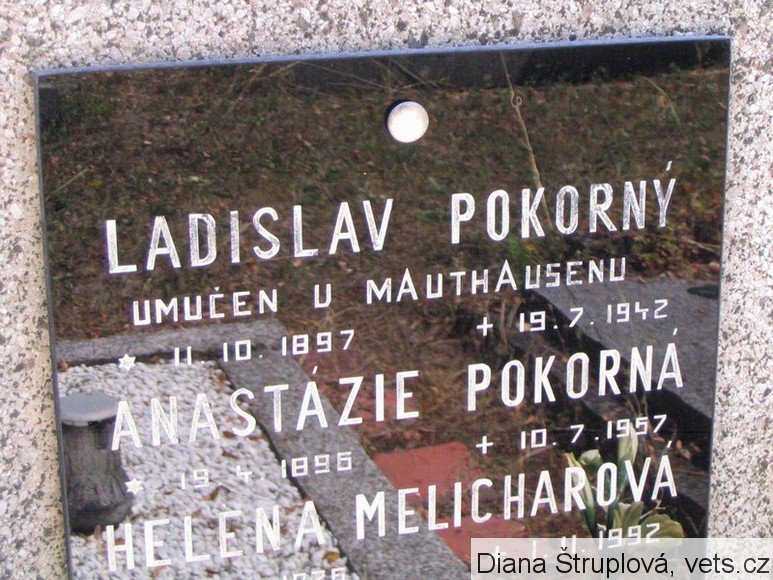 LADISLAV POKORNÝ
UMUČEN U MAUTHAUSENU
* 11.10.1897 + 19.7.1942
ANASTÁZIE POKORNÁ
* 19.4.1896 + 10.7.1957
HELENA MELICHAROVÁ
1992
Diana Štruplová, vets.cz